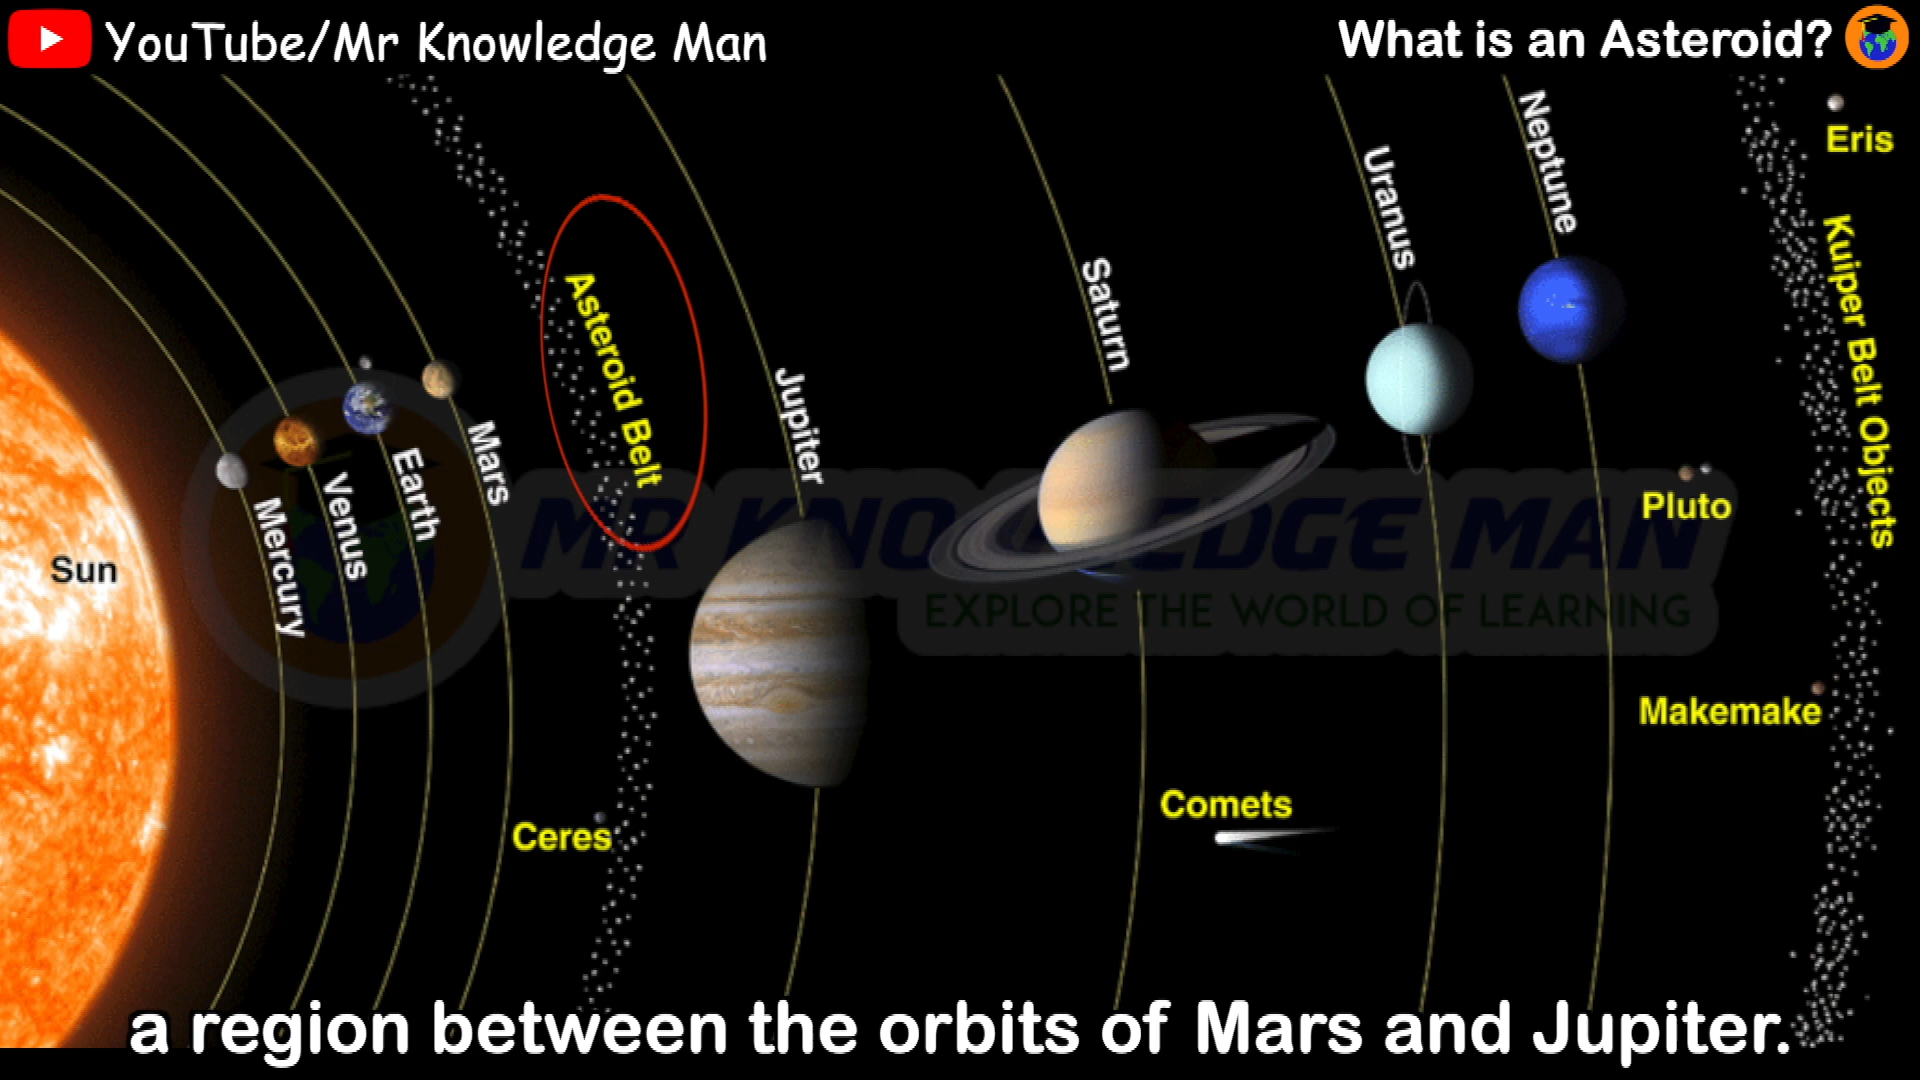 YouTube/Mr Knowledge Man
What is an Asteroid?
Eris
Neptune
Uranus
Kuiper Belt Objects
Saturn
Asteroid Belt
Jupiter
Mars
Earth
Venus
Mercury
Sun
Pluto
MR KNOWLEDGE MAN
EXPLORE THE WORLD OF LEARNING
Makemake
Comets
Ceres
a region between the orbits of Mars and Jupiter.